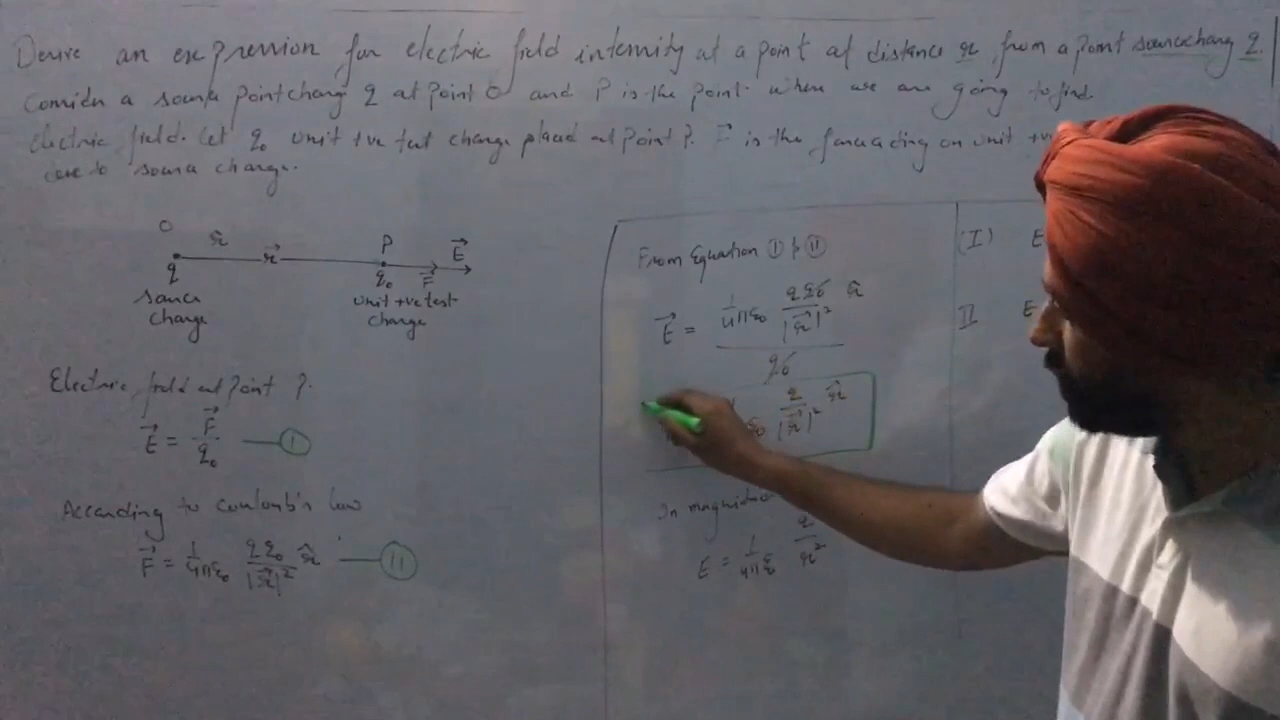 Derive an expression for electric field intensity at a point at distance r from a point source charge q.
Consider a source point charge q at point O and P is the point where we are going to find
electric field. Let q₀ unit +ve test charge placed at point P. E is the force acting on unit +ve
due to source charge.
O P
r̂ r⃗ F⃗ E⃗
q q₀
source charge
unit +ve test charge
Electric field at point P.
E⃗ = F⃗/q₀ — I
According to coulomb's law
F⃗ = 1/4πε₀ qq₀/|r⃗|² r̂ — II
From Equation I & II
E⃗ = (1/4πε₀ qq₀/|r⃗|² r̂)/q₀
q/|r⃗|² r̂
In
E = 1/4πε₀ q/r²
(I) E
II E